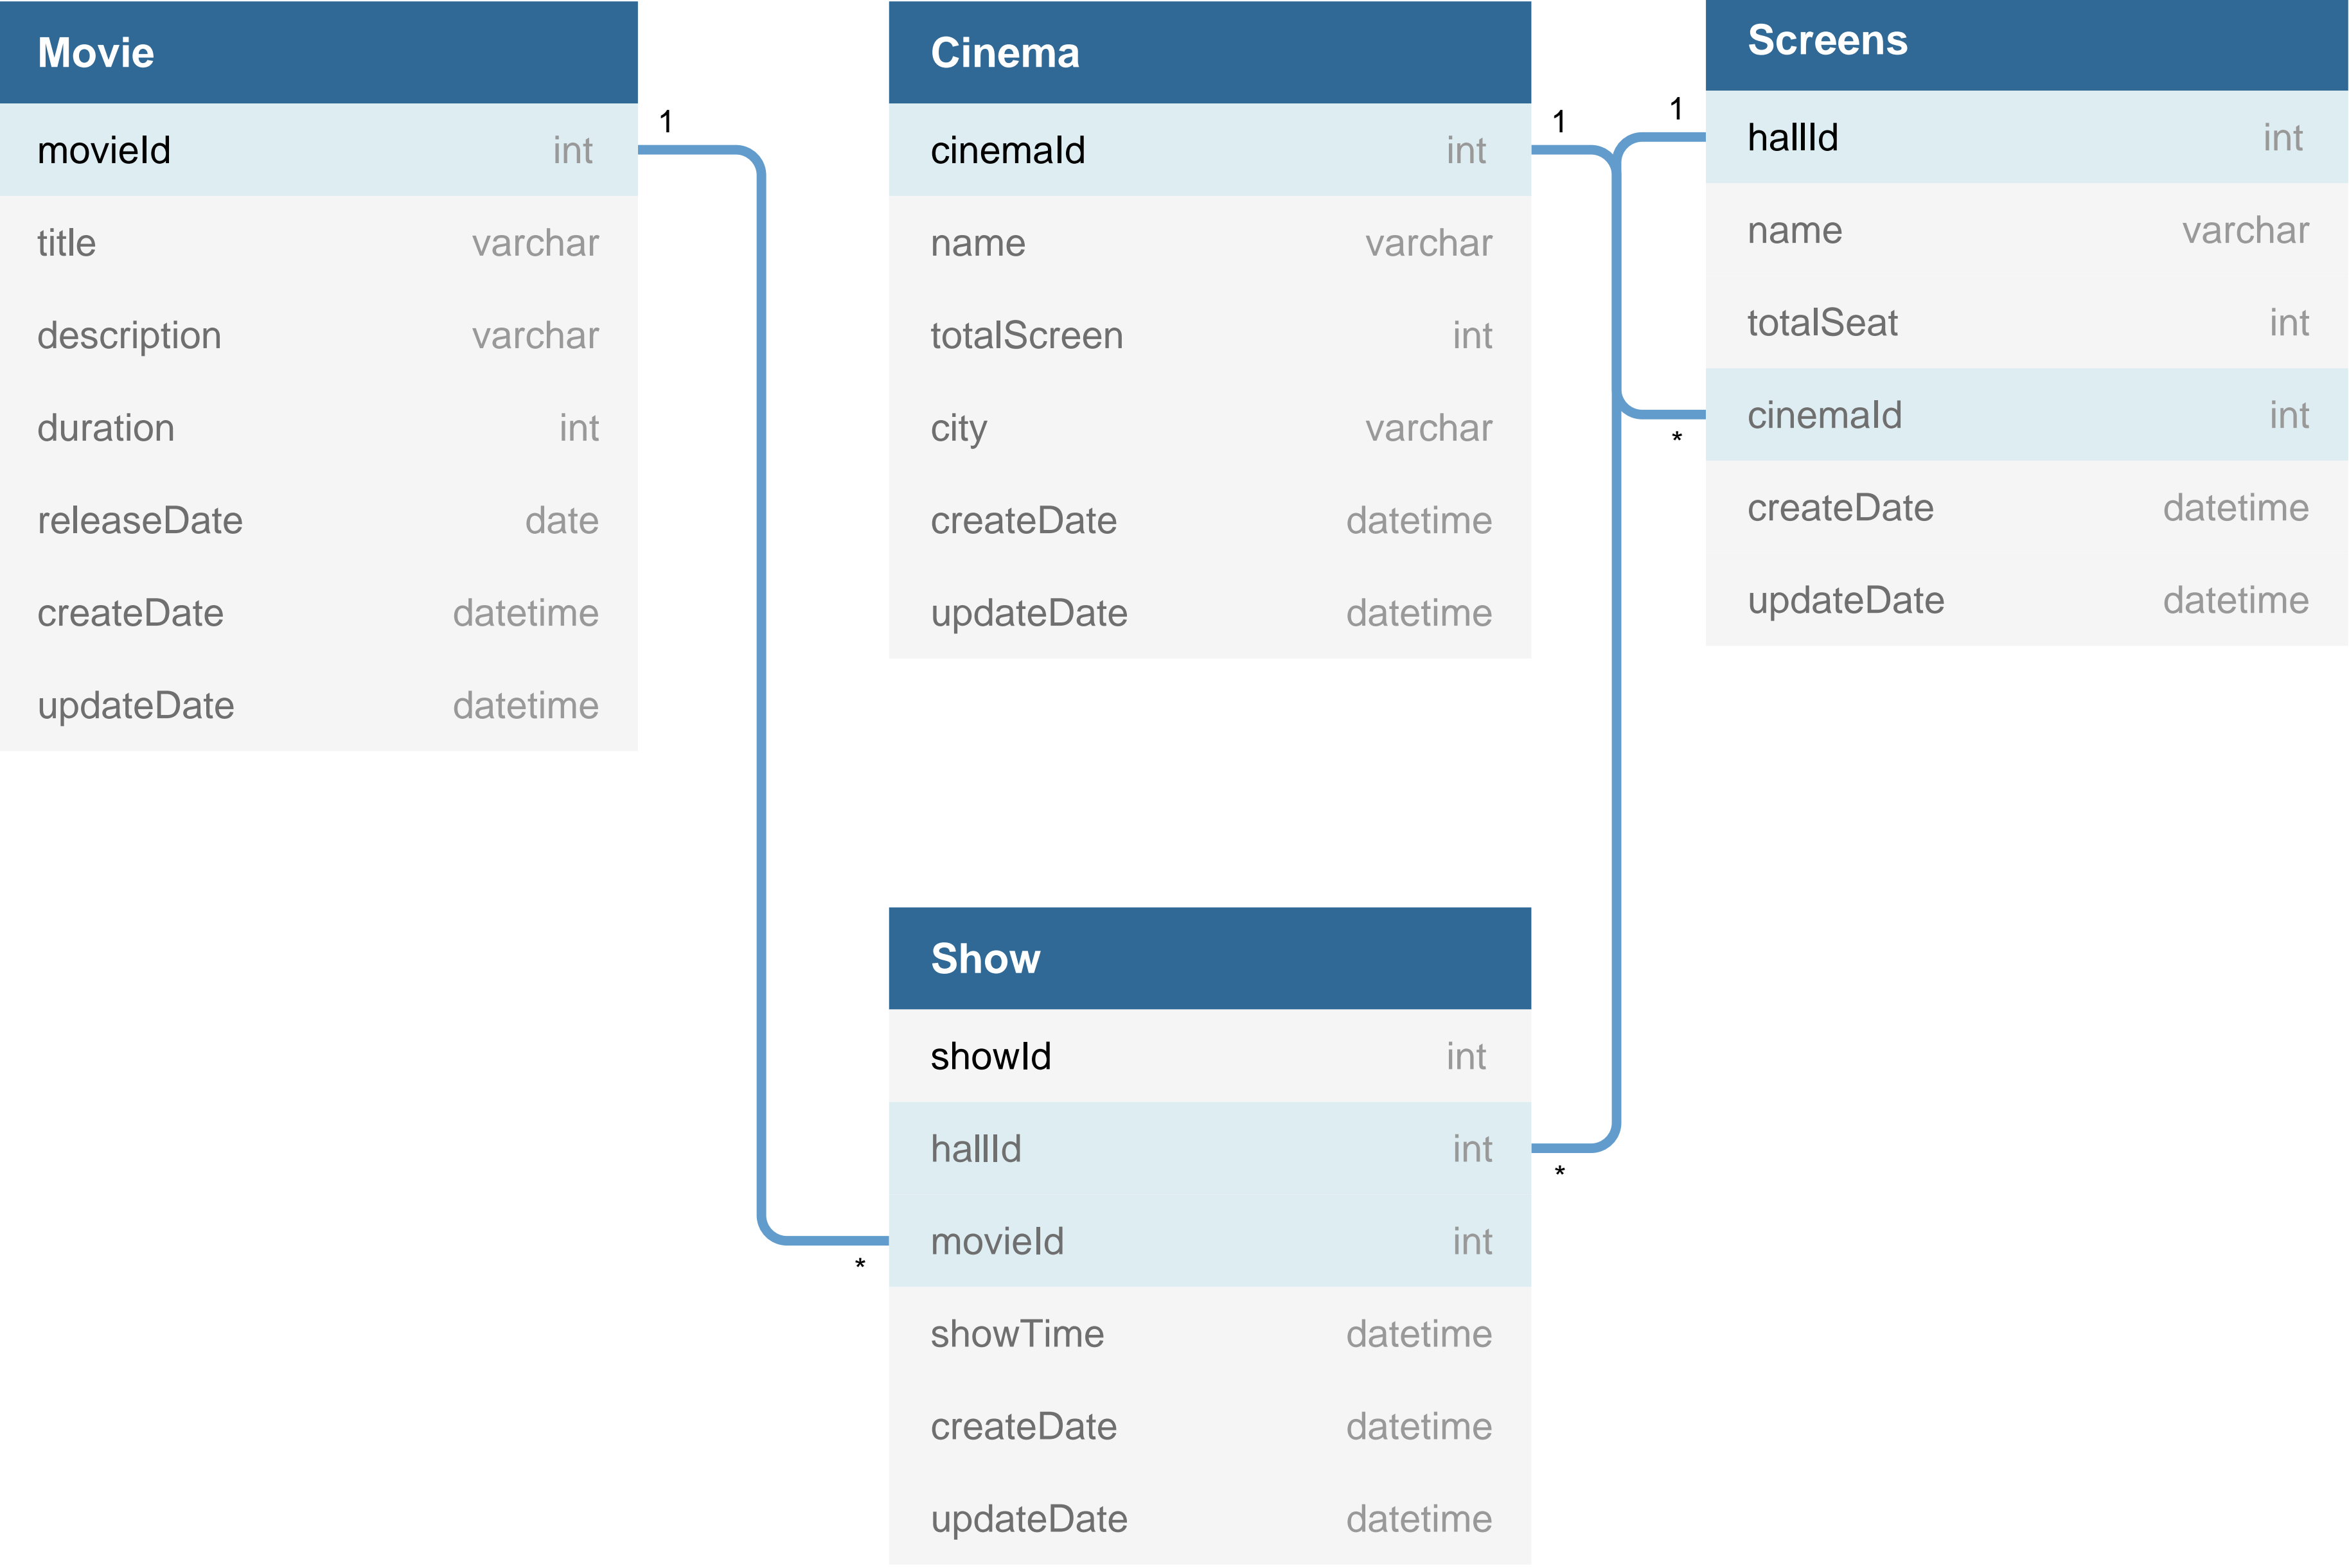 Movie
movieId int
title varchar
description varchar
duration int
releaseDate date
createDate datetime
updateDate datetime
1
*
Cinema
cinemaId int
name varchar
totalScreen int
city varchar
createDate datetime
updateDate datetime
1
*
Screens
hallId int
name varchar
totalSeat int
cinemaId int
createDate datetime
updateDate datetime
1
*
Show
showId int
hallId int
movieId int
showTime datetime
createDate datetime
updateDate datetime